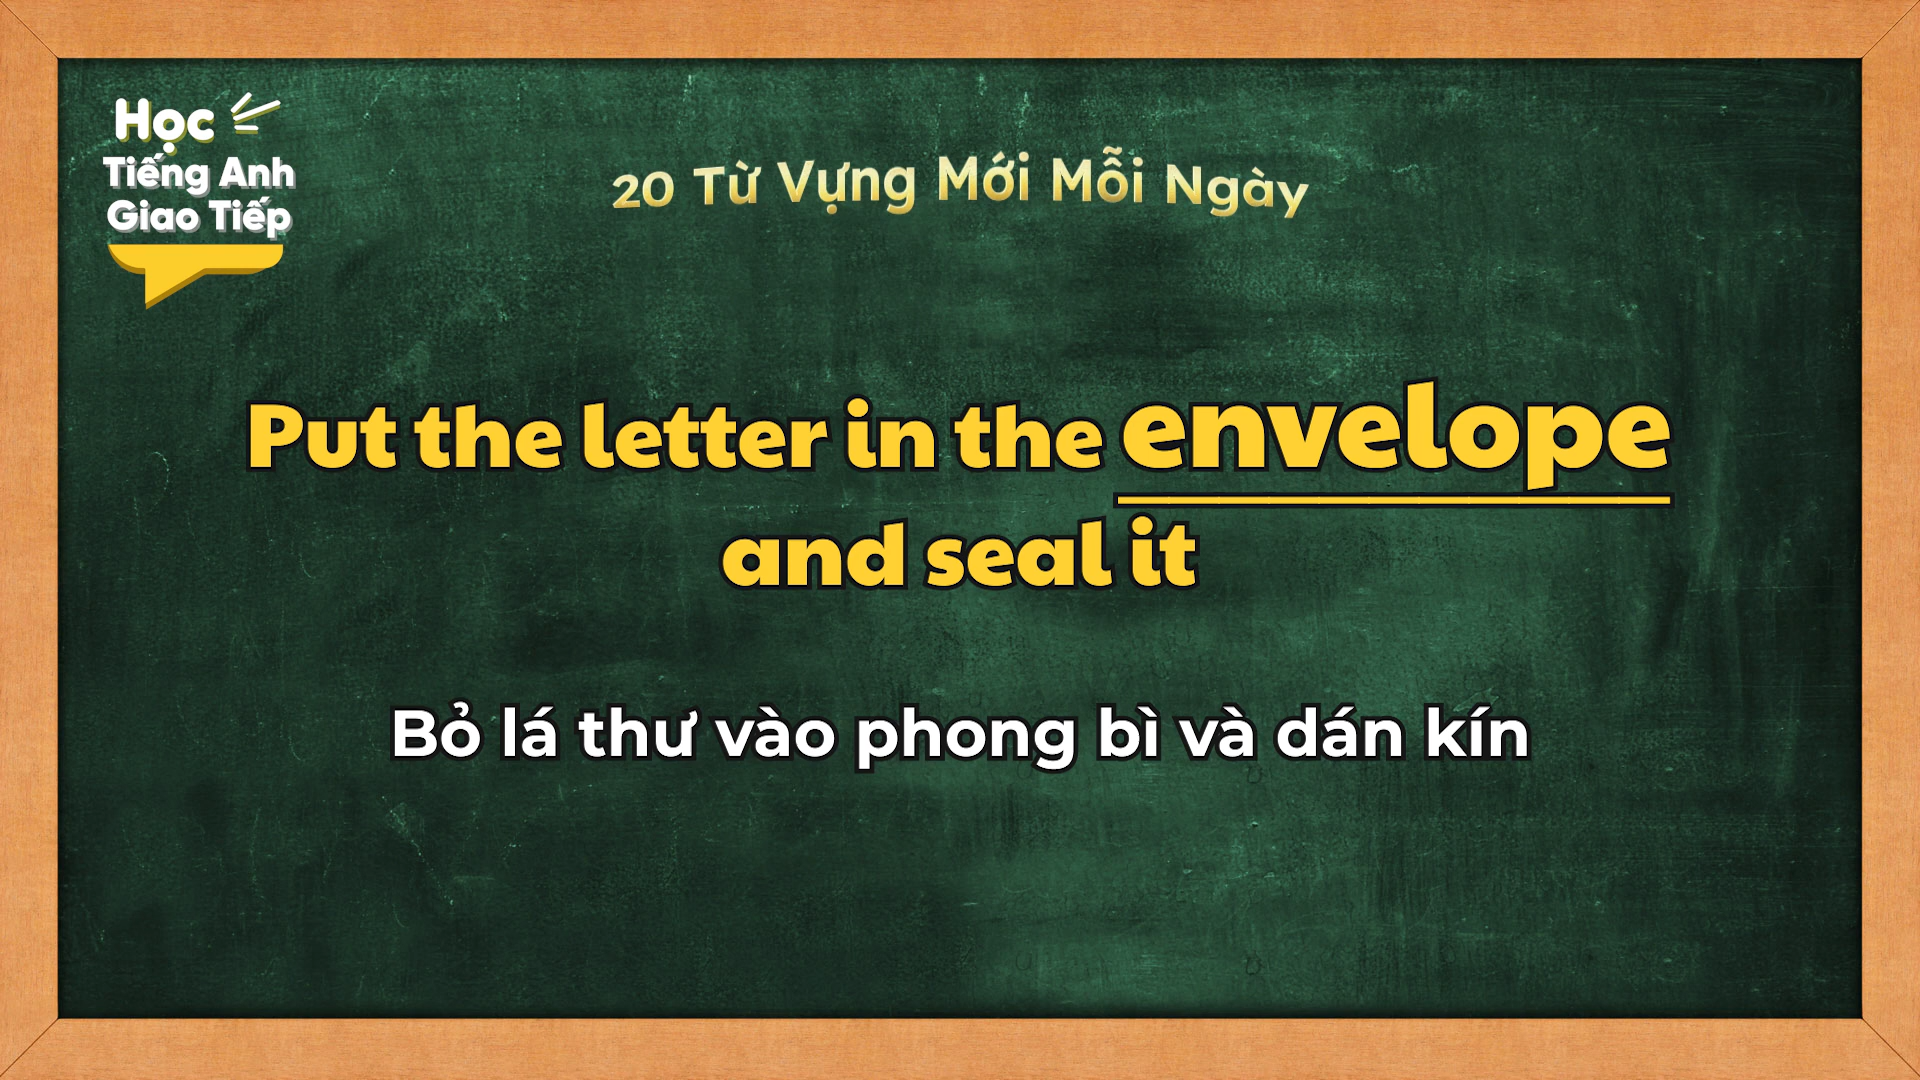 Học
Tiếng Anh
Giao Tiếp
20 Từ Vựng Mới Mỗi Ngày
Put the letter in the envelope
and seal it
Bỏ lá thư vào phong bì và dán kín